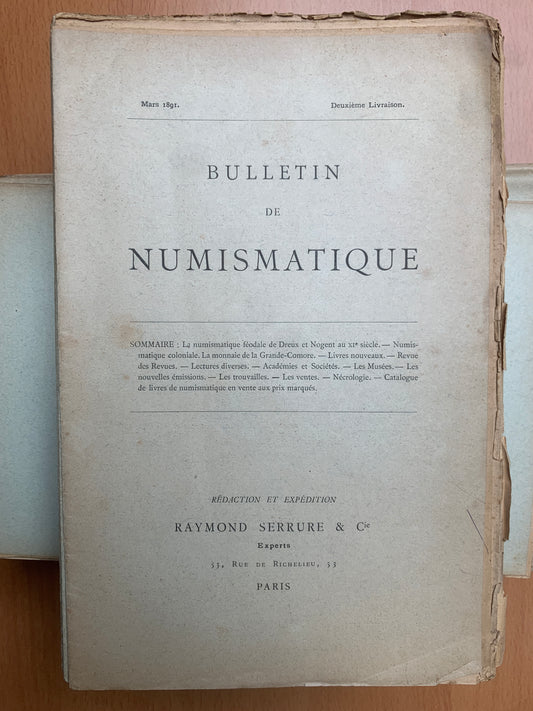 Mars 1891. Deuxième Livraison.
BULLETIN
DE
NUMISMATIQUE
SOMMAIRE : La numismatique féodale de Dreux et Nogent au XIe siècle. — Numis-
matique coloniale. La monnaie de la Grande-Comore. — Livres nouveaux. — Revue
des Revues. — Lectures diverses. — Académies et Sociétés. — Les Musées. — Les
nouvelles émissions. — Les trouvailles. — Les ventes. — Nécrologie. — Catalogue
de livres de numismatique en vente aux prix marqués.
RÉDACTION ET EXPÉDITION
RAYMOND SERRURE & Cie
Experts
53, RUE DE RICHELIEU, 53
PARIS